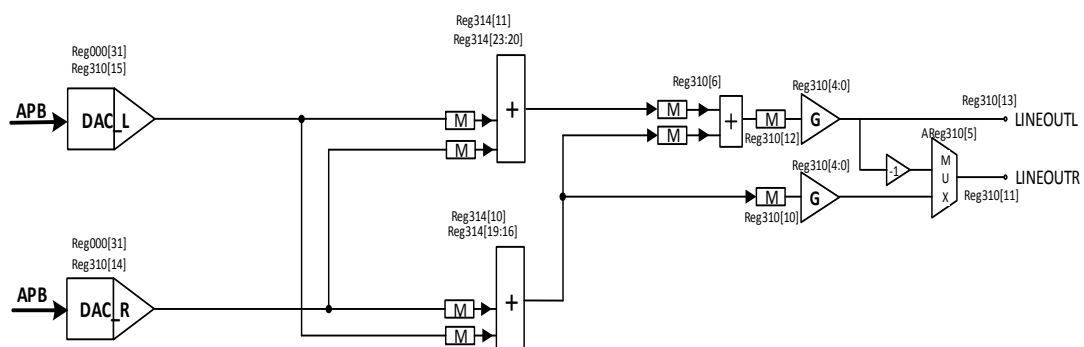 Reg314[11]
Reg314[23:20]
Reg000[31]
Reg310[15]
APB
DAC_L
M
M
+
Reg310[6]
M
M
+
M
Reg310[12]
Reg310[4:0]
G
Reg310[13]
LINEOUTL
AReg310[5]
-1
M
U
X
LINEOUTR
Reg310[11]
Reg310[4:0]
M
Reg310[10]
G
Reg314[10]
Reg314[19:16]
Reg000[31]
Reg310[14]
APB
DAC_R
M
M
+